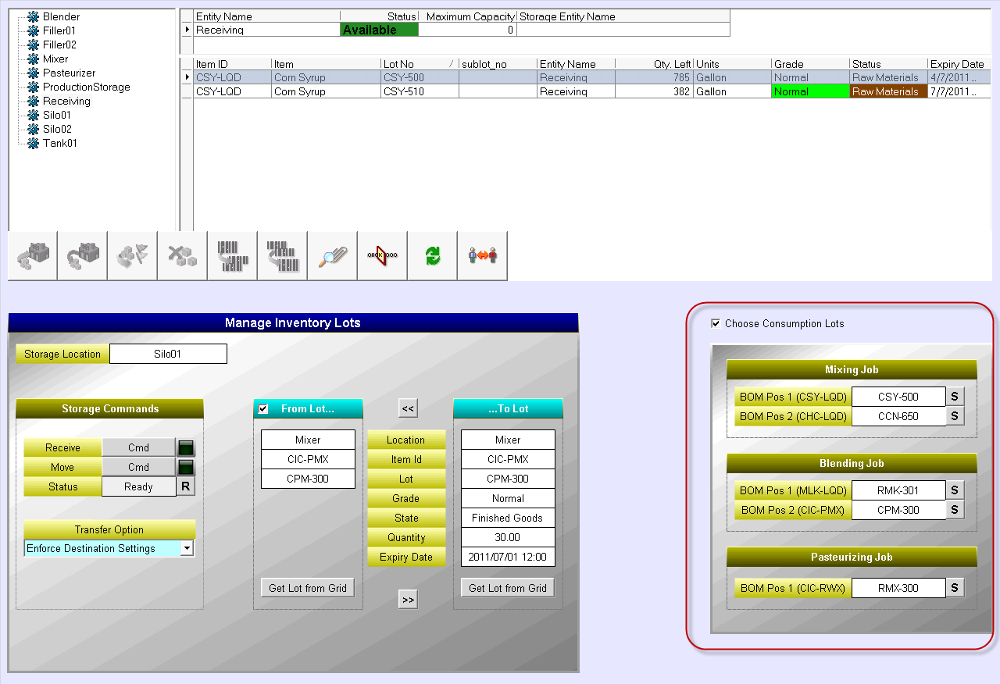 Blender
Filler01
Filler02
Mixer
Pasteurizer
ProductionStorage
Receiving
Silo01
Silo02
Tank01
Entity Name Status Maximum Capacity Storage Entity Name
Receiving Available 0
Item ID Item Lot No sublot_no Entity Name Qty. Left Units Grade Status Expiry Date
CSY-LQD Corn Syrup CSY-500 Receiving 785 Gallon Normal Raw Materials 4/7/2011...
CSY-LQD Corn Syrup CSY-510 Receiving 382 Gallon Normal Raw Materials 7/7/2011...
Manage Inventory Lots
Storage Location Silo01
Storage Commands
Receive Cmd
Move Cmd
Status Ready R
Transfer Option
Enforce Destination Settings
From Lot...
Mixer
CIC-PMX
CPM-300
Get Lot from Grid
<<
Location
Item Id
Lot
Grade
State
Quantity
Expiry Date
>>
...To Lot
Mixer
CIC-PMX
CPM-300
Normal
Finished Goods
30.00
2011/07/01 12:00
Get Lot from Grid
Choose Consumption Lots
Mixing Job
BOM Pos 1 (CSY-LQD) CSY-500 S
BOM Pos 2 (CHC-LQD) CCN-650 S
Blending Job
BOM Pos 1 (MLK-LQD) RMK-301 S
BOM Pos 2 (CIC-PMX) CPM-300 S
Pasteurizing Job
BOM Pos 1 (CIC-RWX) RMX-300 S